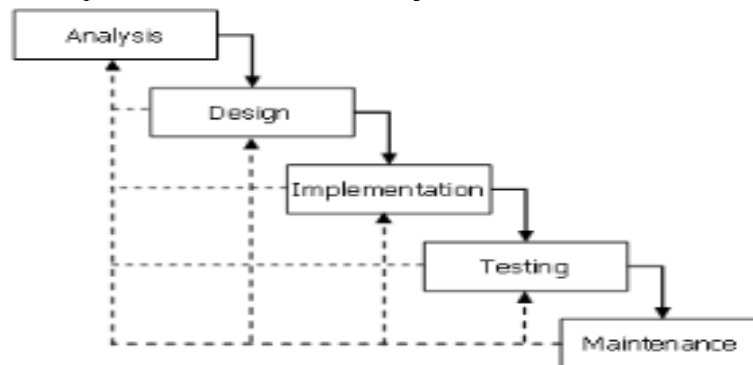 Analysis
Design
Implementation
Testing
Maintenance